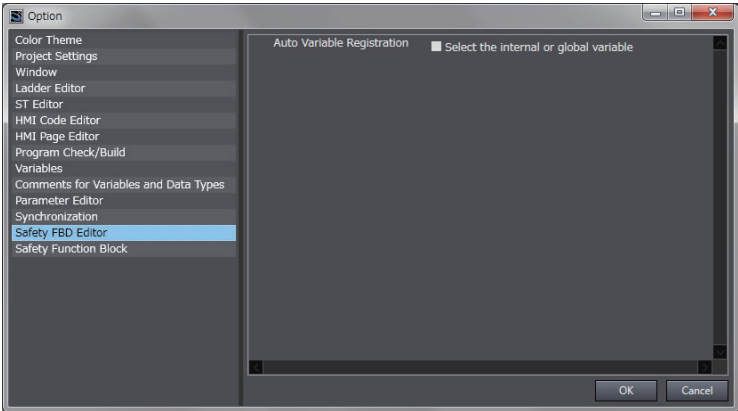 Option
Color Theme
Project Settings
Window
Ladder Editor
ST Editor
HMI Code Editor
HMI Page Editor
Program Check/Build
Variables
Comments for Variables and Data Types
Parameter Editor
Synchronization
Safety FBD Editor
Safety Function Block
Auto Variable Registration Select the internal or global variable
OK Cancel